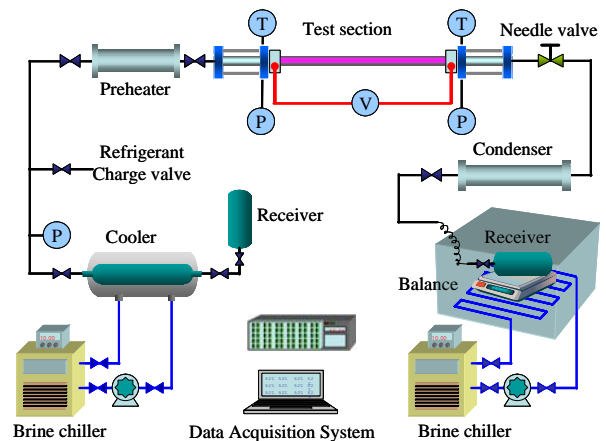 T
Test section
T
Needle valve
Preheater
P
V
P
Refrigerant
Charge valve
Condenser
P
Cooler
Receiver
Receiver
Balance
Brine chiller
Data Acquisition System
Brine chiller